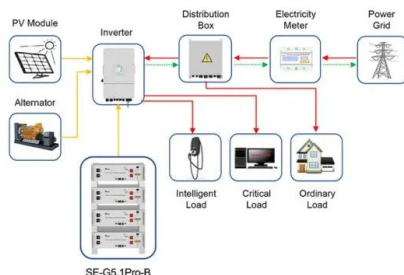 PV Module
Inverter
Distribution
Box
Electricity
Meter
Power
Grid
Alternator
Intelligent
Load
Critical
Load
Ordinary
Load
SE-G5.1Pro-B